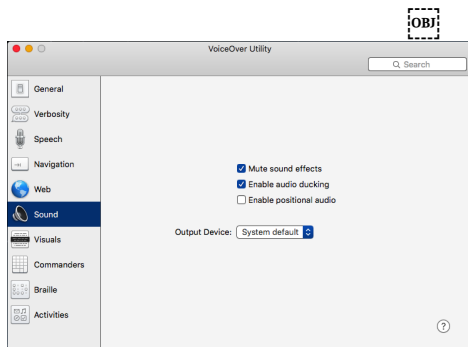 OBJ
VoiceOver Utility
Search
General
Verbosity
Speech
Navigation
Web
Sound
Visuals
Commanders
Braille
Activities
Mute sound effects
Enable audio ducking
Enable positional audio
Output Device: System default
?